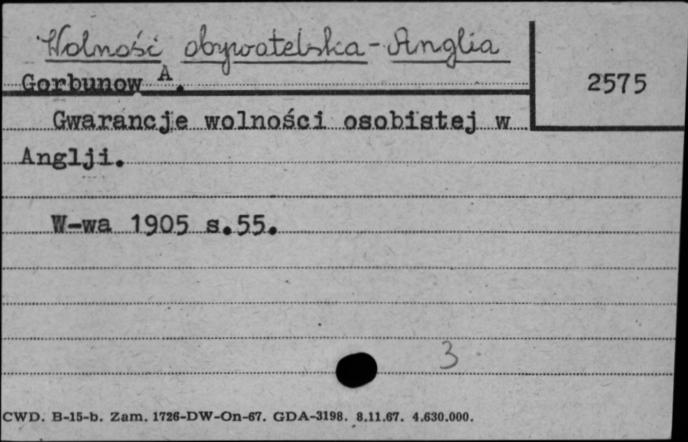 Wolność obywatelska - Anglia
Gorbunow A.
2575
Gwarancje wolności osobistej w
Anglji.
W-wa 1905 s.55.
3
CWD. B-15-b. Zam. 1726-DW-On-67. GDA-3198. 8.11.67. 4.630.000.